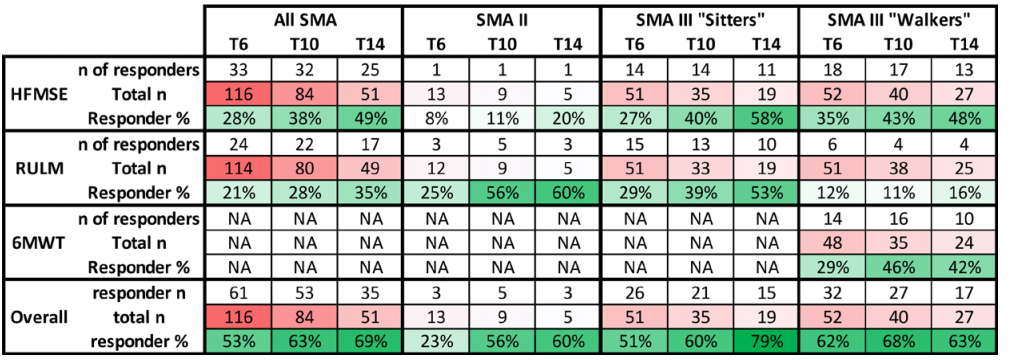 All SMA SMA II SMA III "Sitters" SMA III "Walkers"
T6 T10 T14 T6 T10 T14 T6 T10 T14 T6 T10 T14
n of responders 33 32 25 1 1 1 14 14 11 18 17 13
HFMSE Total n 116 84 51 13 9 5 51 35 19 52 40 27
Responder % 28% 38% 49% 8% 11% 20% 27% 40% 58% 35% 43% 48%
n of responders 24 22 17 3 5 3 15 13 10 6 4 4
RULM Total n 114 80 49 12 9 5 51 33 19 51 38 25
Responder % 21% 28% 35% 25% 56% 60% 29% 39% 53% 12% 11% 16%
n of responders NA NA NA NA NA NA NA NA NA 14 16 10
6MWT Total n NA NA NA NA NA NA NA NA NA 48 35 24
Responder % NA NA NA NA NA NA NA NA NA 29% 46% 42%
responder n 61 53 35 3 5 3 26 21 15 32 27 17
Overall total n 116 84 51 13 9 5 51 35 19 52 40 27
responder % 53% 63% 69% 23% 56% 60% 51% 60% 79% 62% 68% 63%